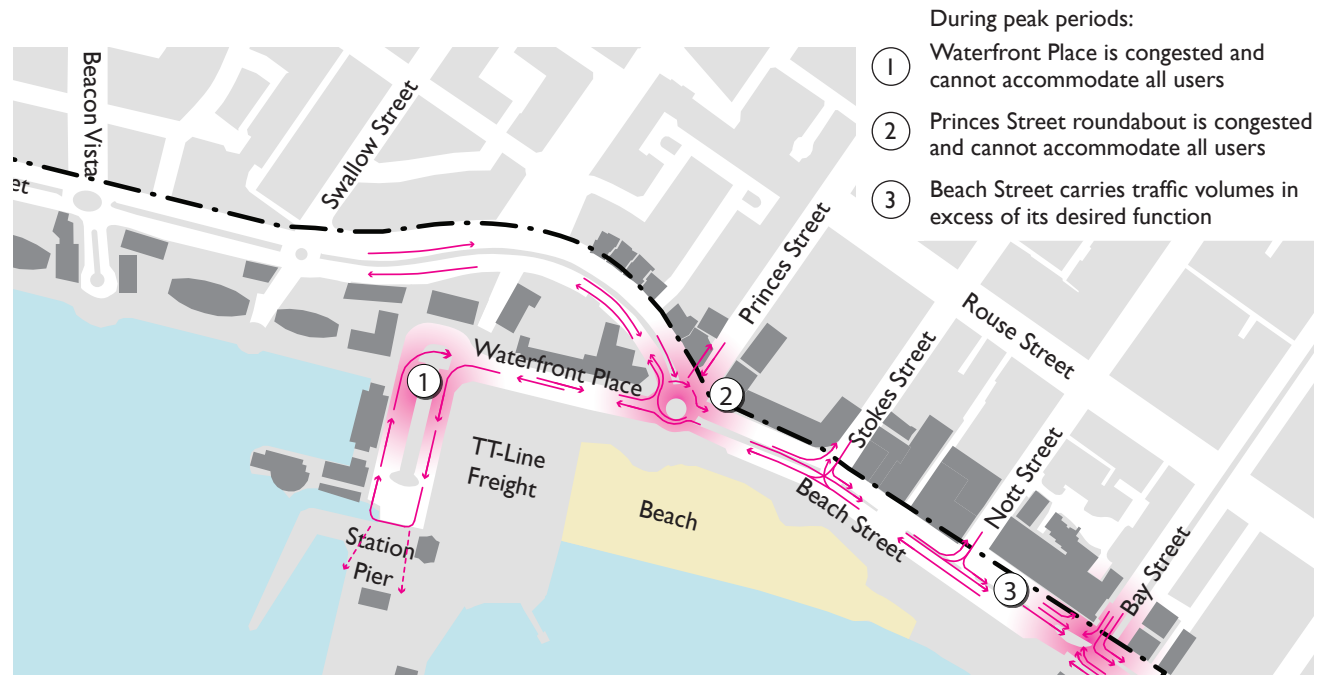 During peak periods:
1 Waterfront Place is congested and
cannot accommodate all users
2 Princes Street roundabout is congested
and cannot accommodate all users
3 Beach Street carries traffic volumes in
excess of its desired function
Beacon Vista
Swallow Street
et
Princes Street
Rouse Street
Stokes Street
Nott Street
Bay Street
Waterfront Place
1
2
TT-Line
Freight
Beach
Beach Street
3
Station
Pier